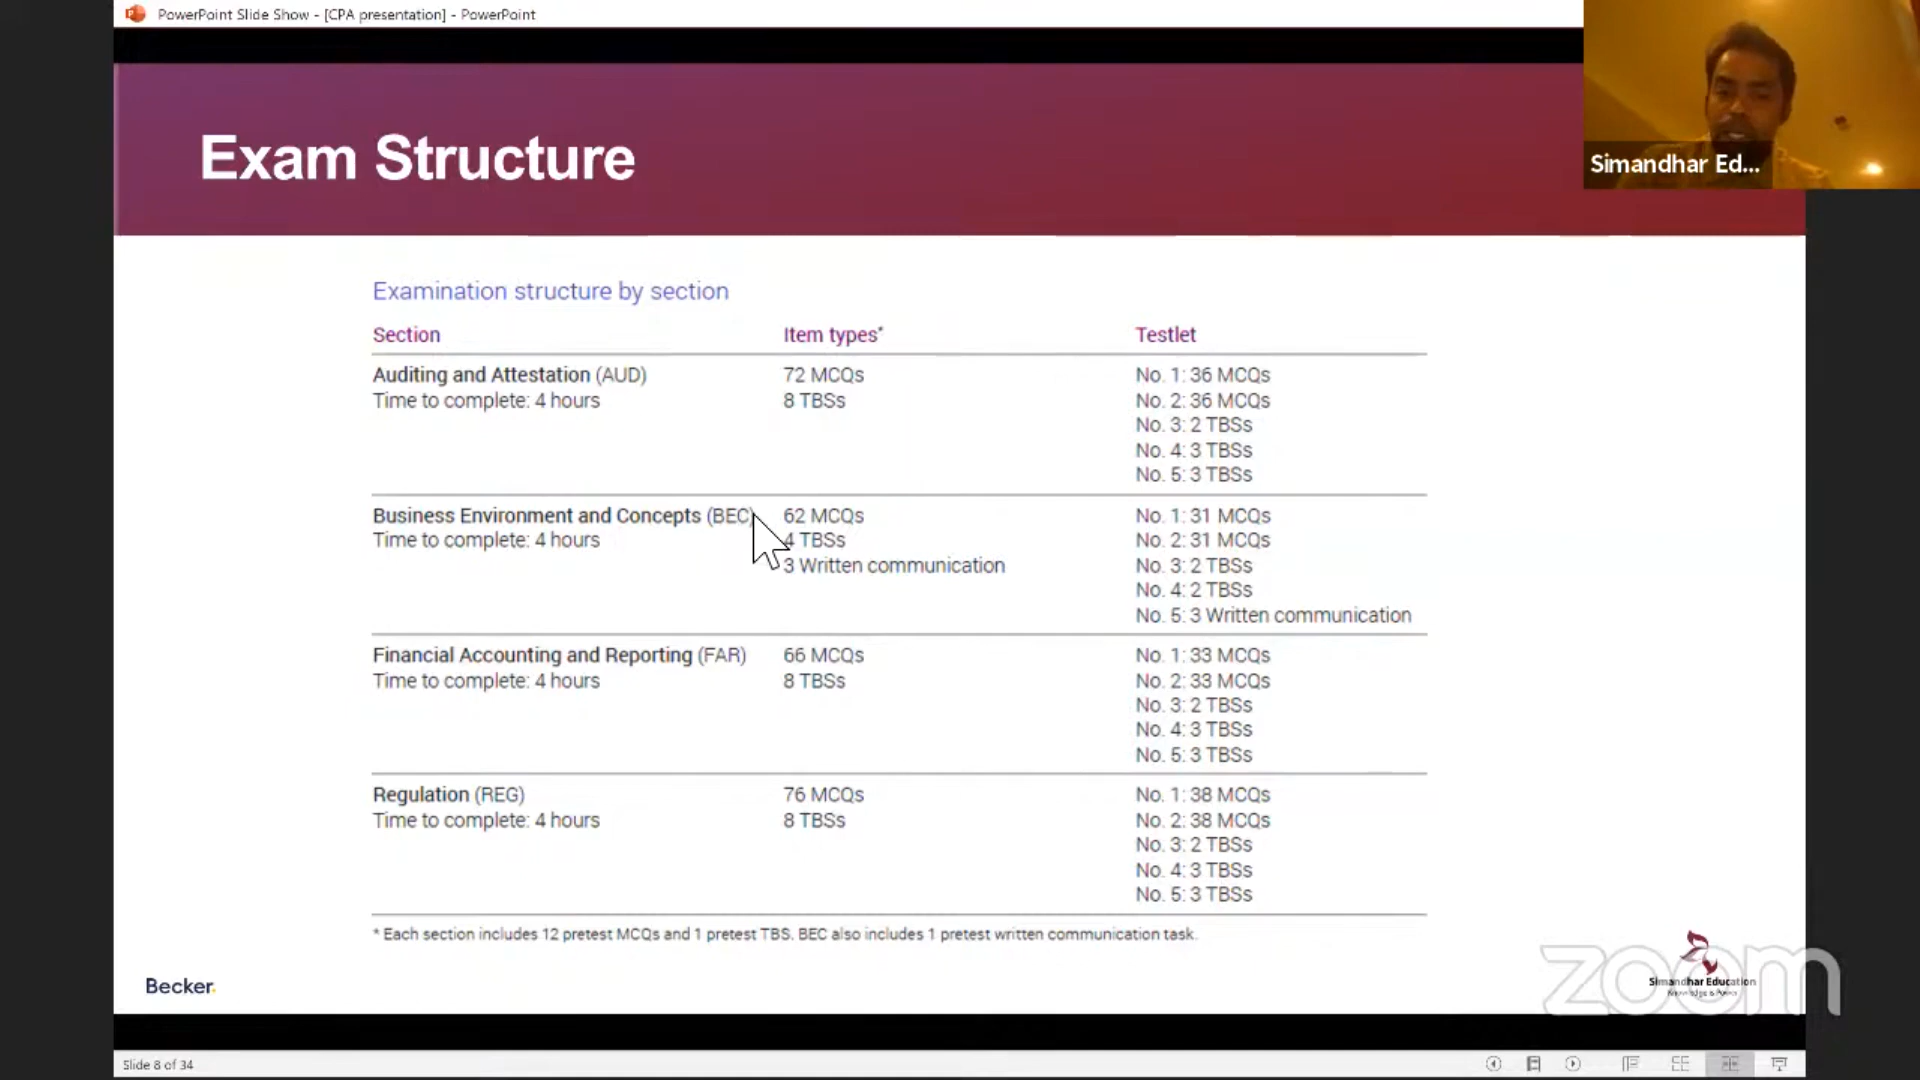 PowerPoint Slide Show - [CPA presentation] - PowerPoint
Simandhar Ed...
Exam Structure
Examination structure by section
Section Item types* Testlet
Auditing and Attestation (AUD) 72 MCQs No. 1: 36 MCQs
Time to complete: 4 hours 8 TBSs No. 2: 36 MCQs
No. 3: 2 TBSs
No. 4: 3 TBSs
No. 5: 3 TBSs
Business Environment and Concepts (BEC) 62 MCQs No. 1: 31 MCQs
Time to complete: 4 hours 4 TBSs No. 2: 31 MCQs
3 Written communication No. 3: 2 TBSs
No. 4: 2 TBSs
No. 5: 3 Written communication
Financial Accounting and Reporting (FAR) 66 MCQs No. 1: 33 MCQs
Time to complete: 4 hours 8 TBSs No. 2: 33 MCQs
No. 3: 2 TBSs
No. 4: 3 TBSs
No. 5: 3 TBSs
Regulation (REG) 76 MCQs No. 1: 38 MCQs
Time to complete: 4 hours 8 TBSs No. 2: 38 MCQs
No. 3: 2 TBSs
No. 4: 3 TBSs
No. 5: 3 TBSs
* Each section includes 12 pretest MCQs and 1 pretest TBS. BEC also includes 1 pretest written communication task.
Becker.
Simandhar Education
Knowledge is Power
zoom
Slide 8 of 34